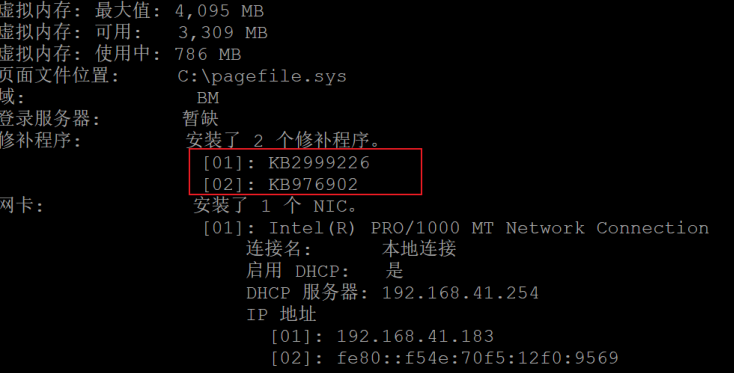 虚拟内存: 最大值: 4,095 MB
虚拟内存: 可用: 3,309 MB
虚拟内存: 使用中: 786 MB
页面文件位置: C:\pagefile.sys
域: BM
登录服务器: 暂缺
修补程序: 安装了 2 个修补程序。
[01]: KB2999226
[02]: KB976902
网卡: 安装了 1 个 NIC。
[01]: Intel(R) PRO/1000 MT Network Connection
连接名: 本地连接
启用 DHCP: 是
DHCP 服务器: 192.168.41.254
IP 地址
[01]: 192.168.41.183
[02]: fe80::f54e:70f5:12f0:9569